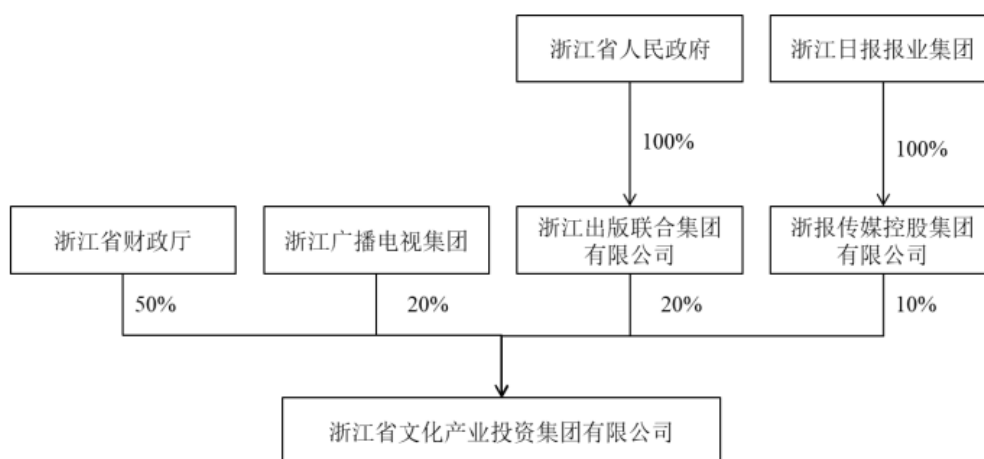 浙江省人民政府
浙江日报报业集团
100%
100%
浙江省财政厅
浙江广播电视集团
浙江出版联合集团
有限公司
浙报传媒控股集团
有限公司
50%
20%
20%
10%
浙江省文化产业投资集团有限公司